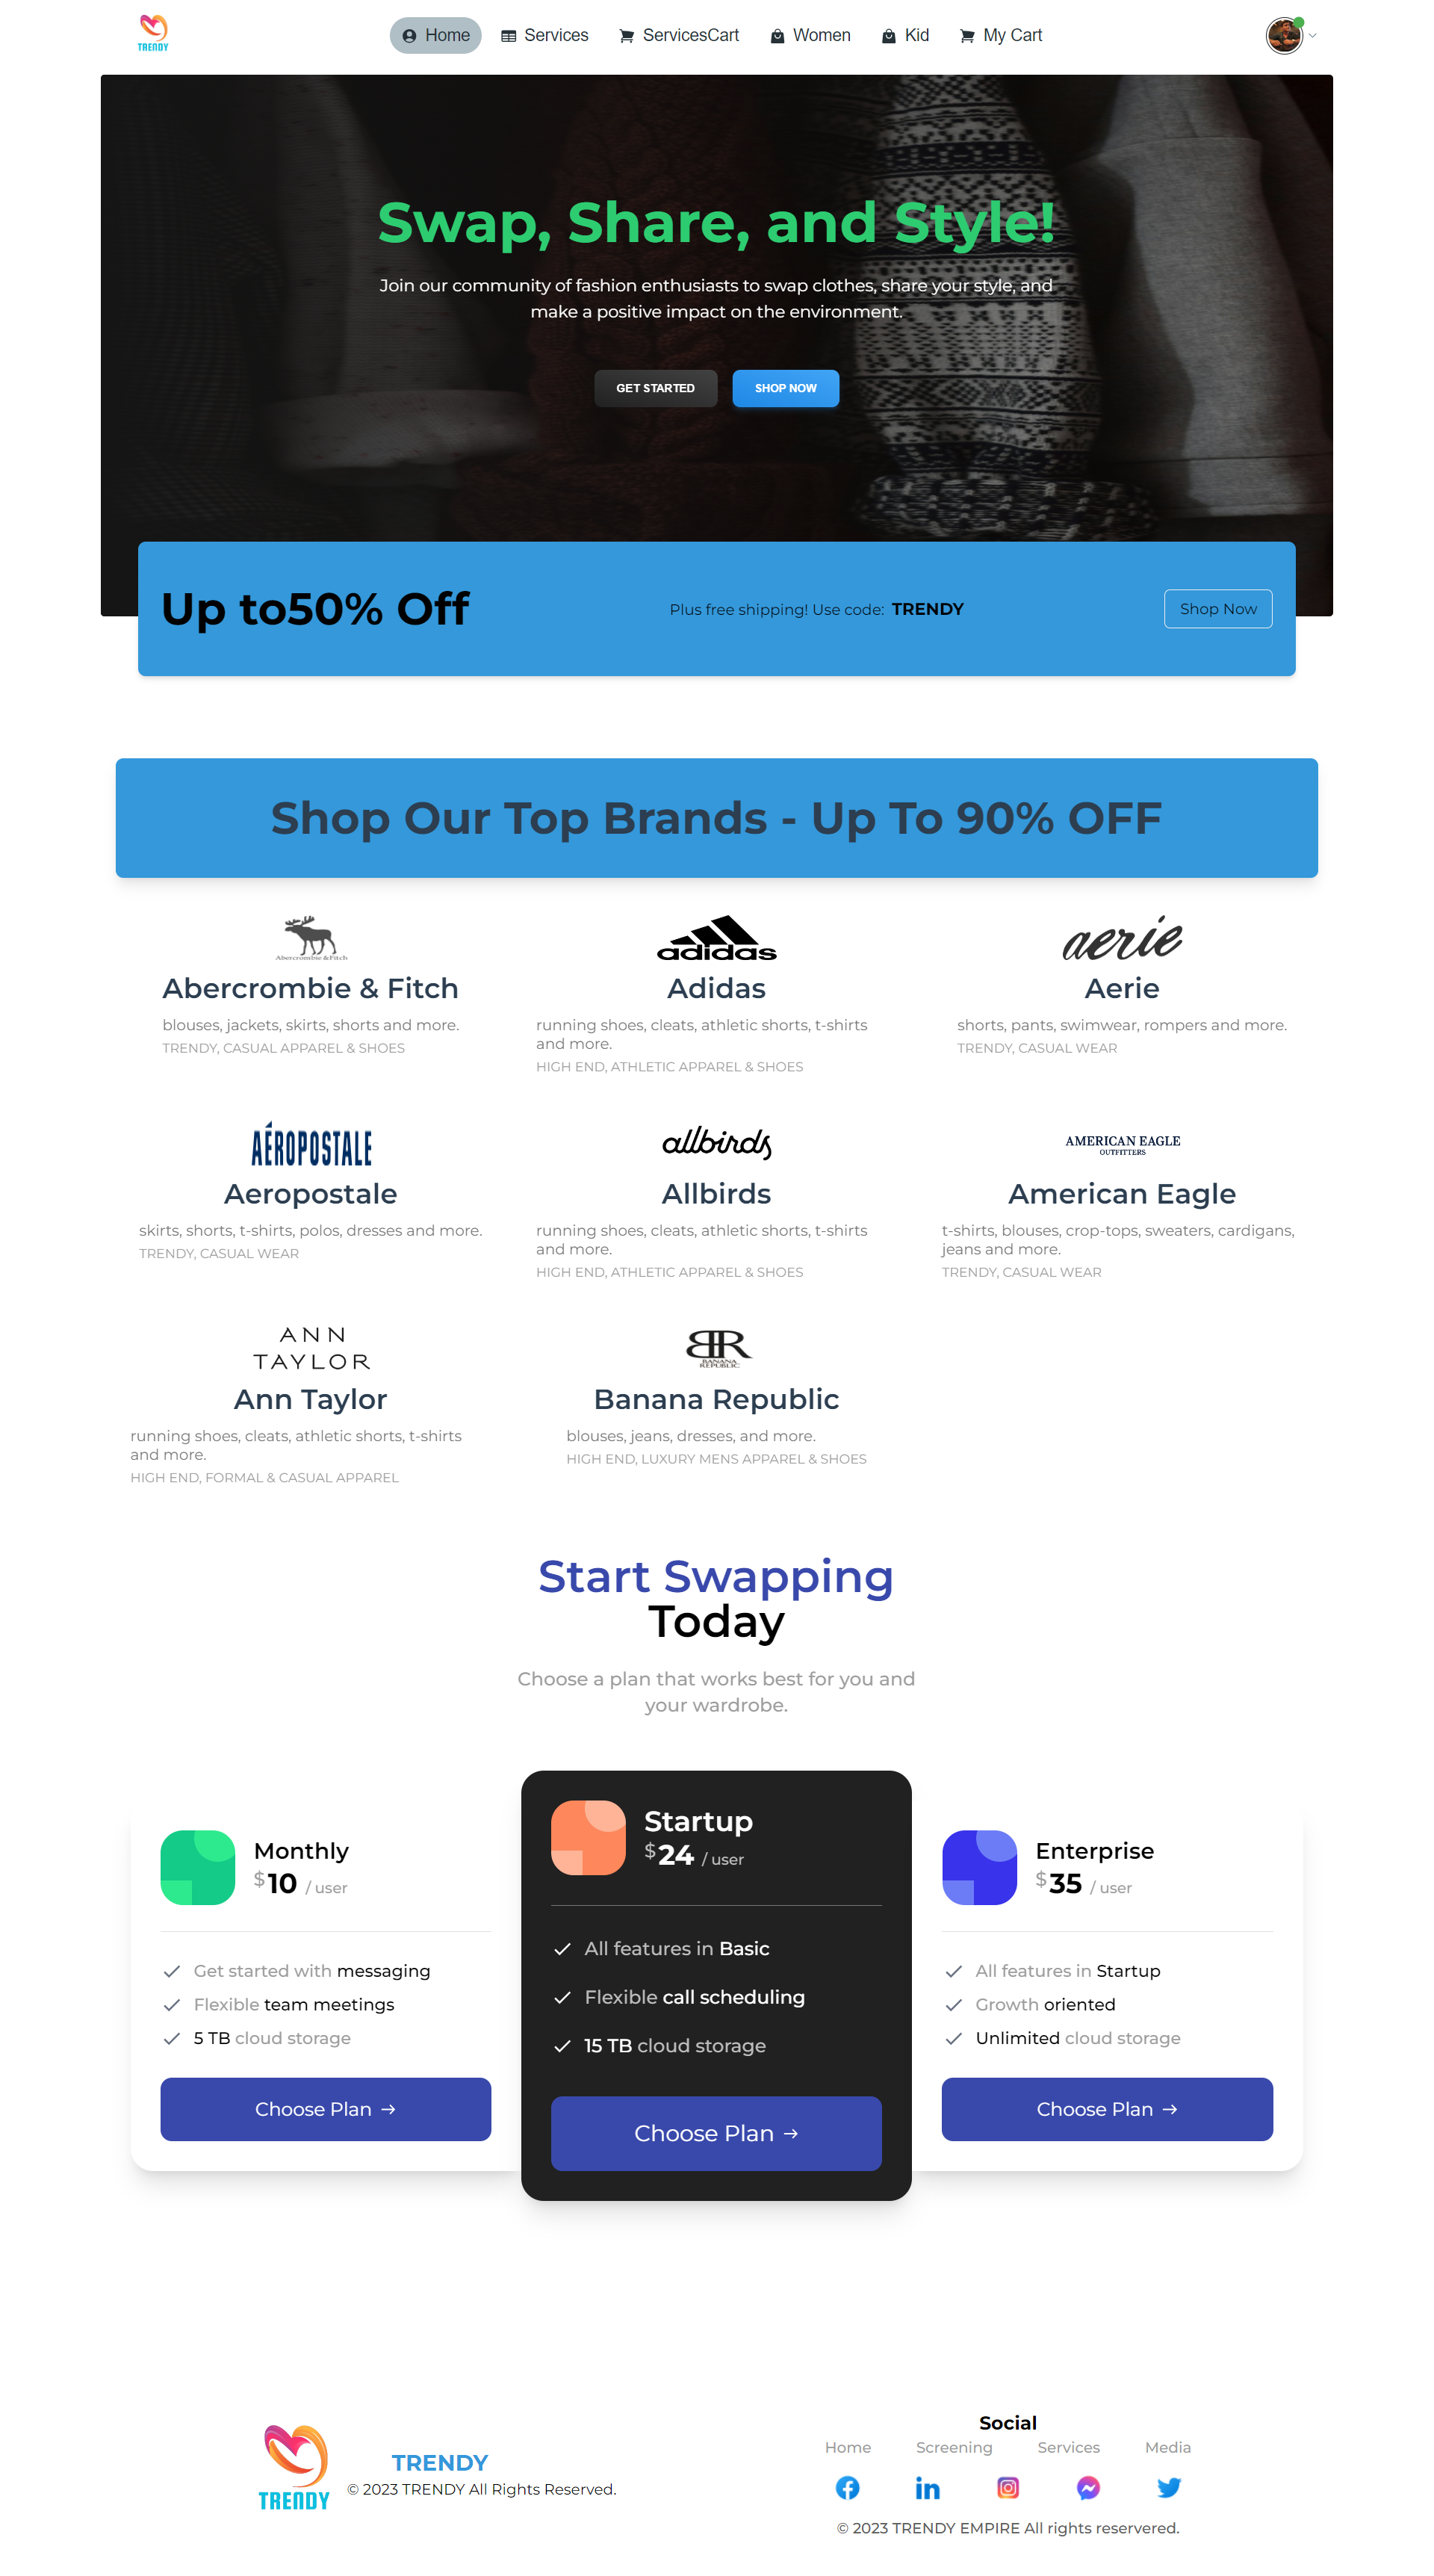 TRENDY
Home
Services
ServicesCart
Women
Kid
My Cart
Swap, Share, and Style!
Join our community of fashion enthusiasts to swap clothes, share your style, and
make a positive impact on the environment.
GET STARTED
SHOP NOW
Up to50% Off
Plus free shipping! Use code: TRENDY
Shop Now
Shop Our Top Brands - Up To 90% OFF
Abercrombie & Fitch
Abercrombie & Fitch
blouses, jackets, skirts, shorts and more.
TRENDY, CASUAL APPAREL & SHOES
adidas
Adidas
running shoes, cleats, athletic shorts, t-shirts
and more.
HIGH END, ATHLETIC APPAREL & SHOES
aerie
Aerie
shorts, pants, swimwear, rompers and more.
TRENDY, CASUAL WEAR
AÉROPOSTALE
Aeropostale
skirts, shorts, t-shirts, polos, dresses and more.
TRENDY, CASUAL WEAR
allbirds
Allbirds
running shoes, cleats, athletic shorts, t-shirts
and more.
HIGH END, ATHLETIC APPAREL & SHOES
AMERICAN EAGLE
OUTFITTERS
American Eagle
t-shirts, blouses, crop-tops, sweaters, cardigans,
jeans and more.
TRENDY, CASUAL WEAR
ANN
TAYLOR
Ann Taylor
running shoes, cleats, athletic shorts, t-shirts
and more.
HIGH END, FORMAL & CASUAL APPAREL
BR
BANANA
REPUBLIC
Banana Republic
blouses, jeans, dresses, and more.
HIGH END, LUXURY MENS APPAREL & SHOES
Start Swapping
Today
Choose a plan that works best for you and
your wardrobe.
Monthly
$10 / user
Get started with messaging
Flexible team meetings
5 TB cloud storage
Choose Plan →
Startup
$24 / user
All features in Basic
Flexible call scheduling
15 TB cloud storage
Choose Plan →
Enterprise
$35 / user
All features in Startup
Growth oriented
Unlimited cloud storage
Choose Plan →
TRENDY
TRENDY
© 2023 TRENDY All Rights Reserved.
Social
Home
Screening
Services
Media
© 2023 TRENDY EMPIRE All rights reservered.